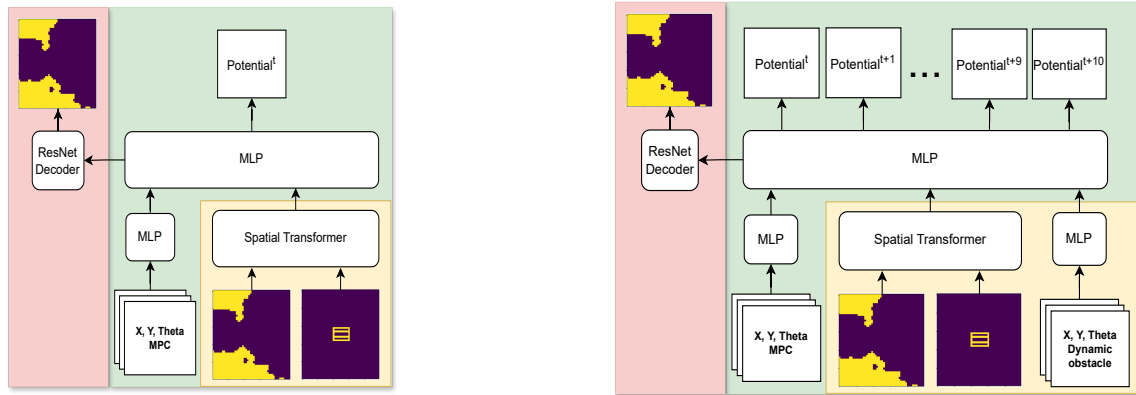 Potential^t
ResNet
Decoder
MLP
MLP
Spatial Transformer
X, Y, Theta
MPC
Potential^t
Potential^t+1
...
Potential^t+9
Potential^t+10
ResNet
Decoder
MLP
MLP
Spatial Transformer
MLP
X, Y, Theta
MPC
X, Y, Theta
Dynamic
obstacle